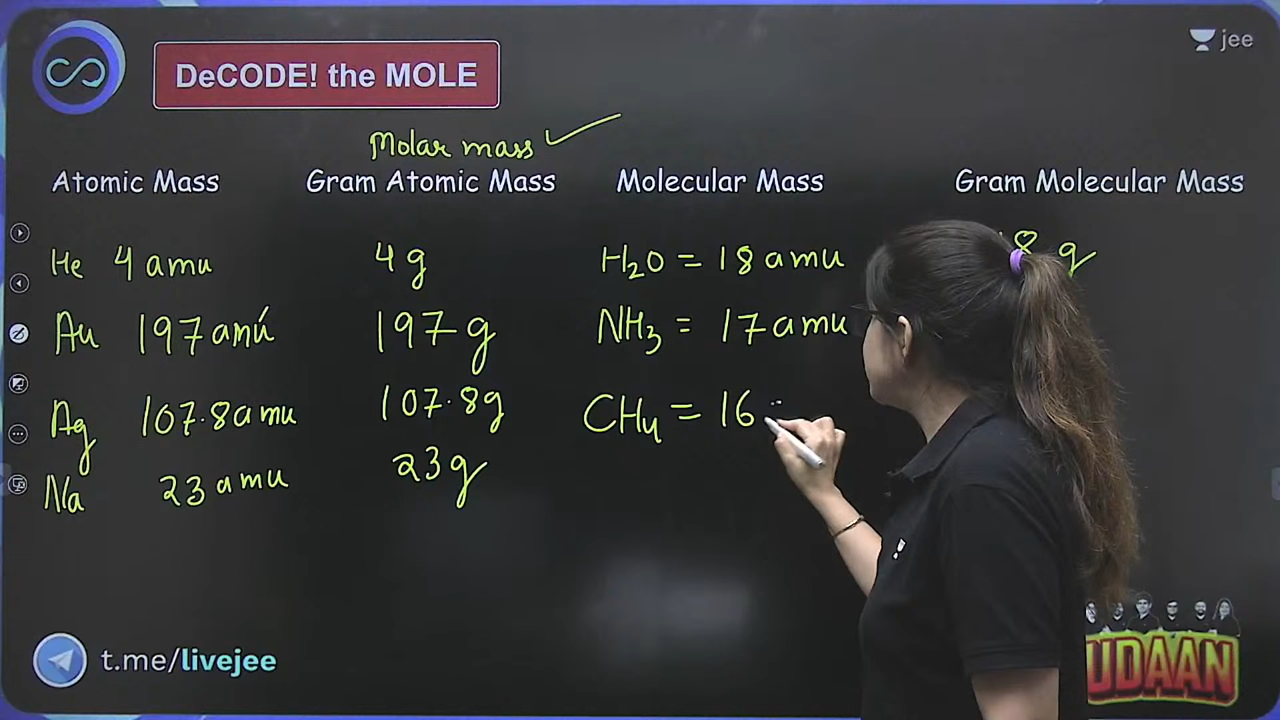 jee
DeCODE! the MOLE
Molar mass
Atomic Mass Gram Atomic Mass Molecular Mass Gram Molecular Mass
He 4 amu 4 g H2O = 18 amu 18 g
Au 197 amu 197 g NH3 = 17 amu
Ag 107.8 amu 107.8 g CH4 = 16
Na 23 amu 23 g
t.me/livejee
UDAAN